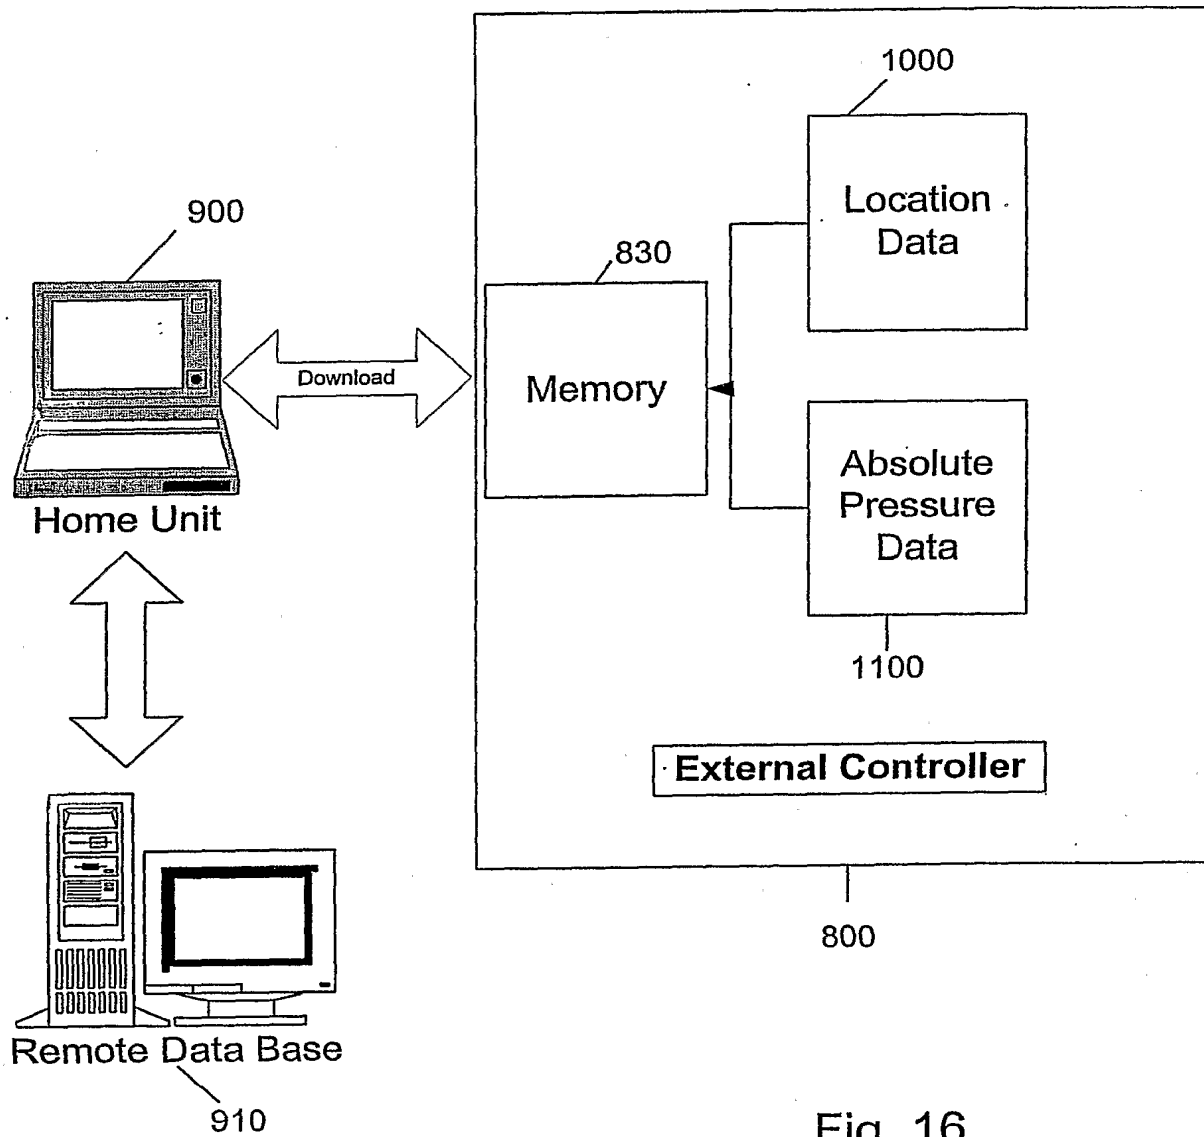 1000
Location
Data
900
830
Memory
Download
Home Unit
Absolute
Pressure
Data
1100
External Controller
800
Remote Data Base
910
Fig. 16